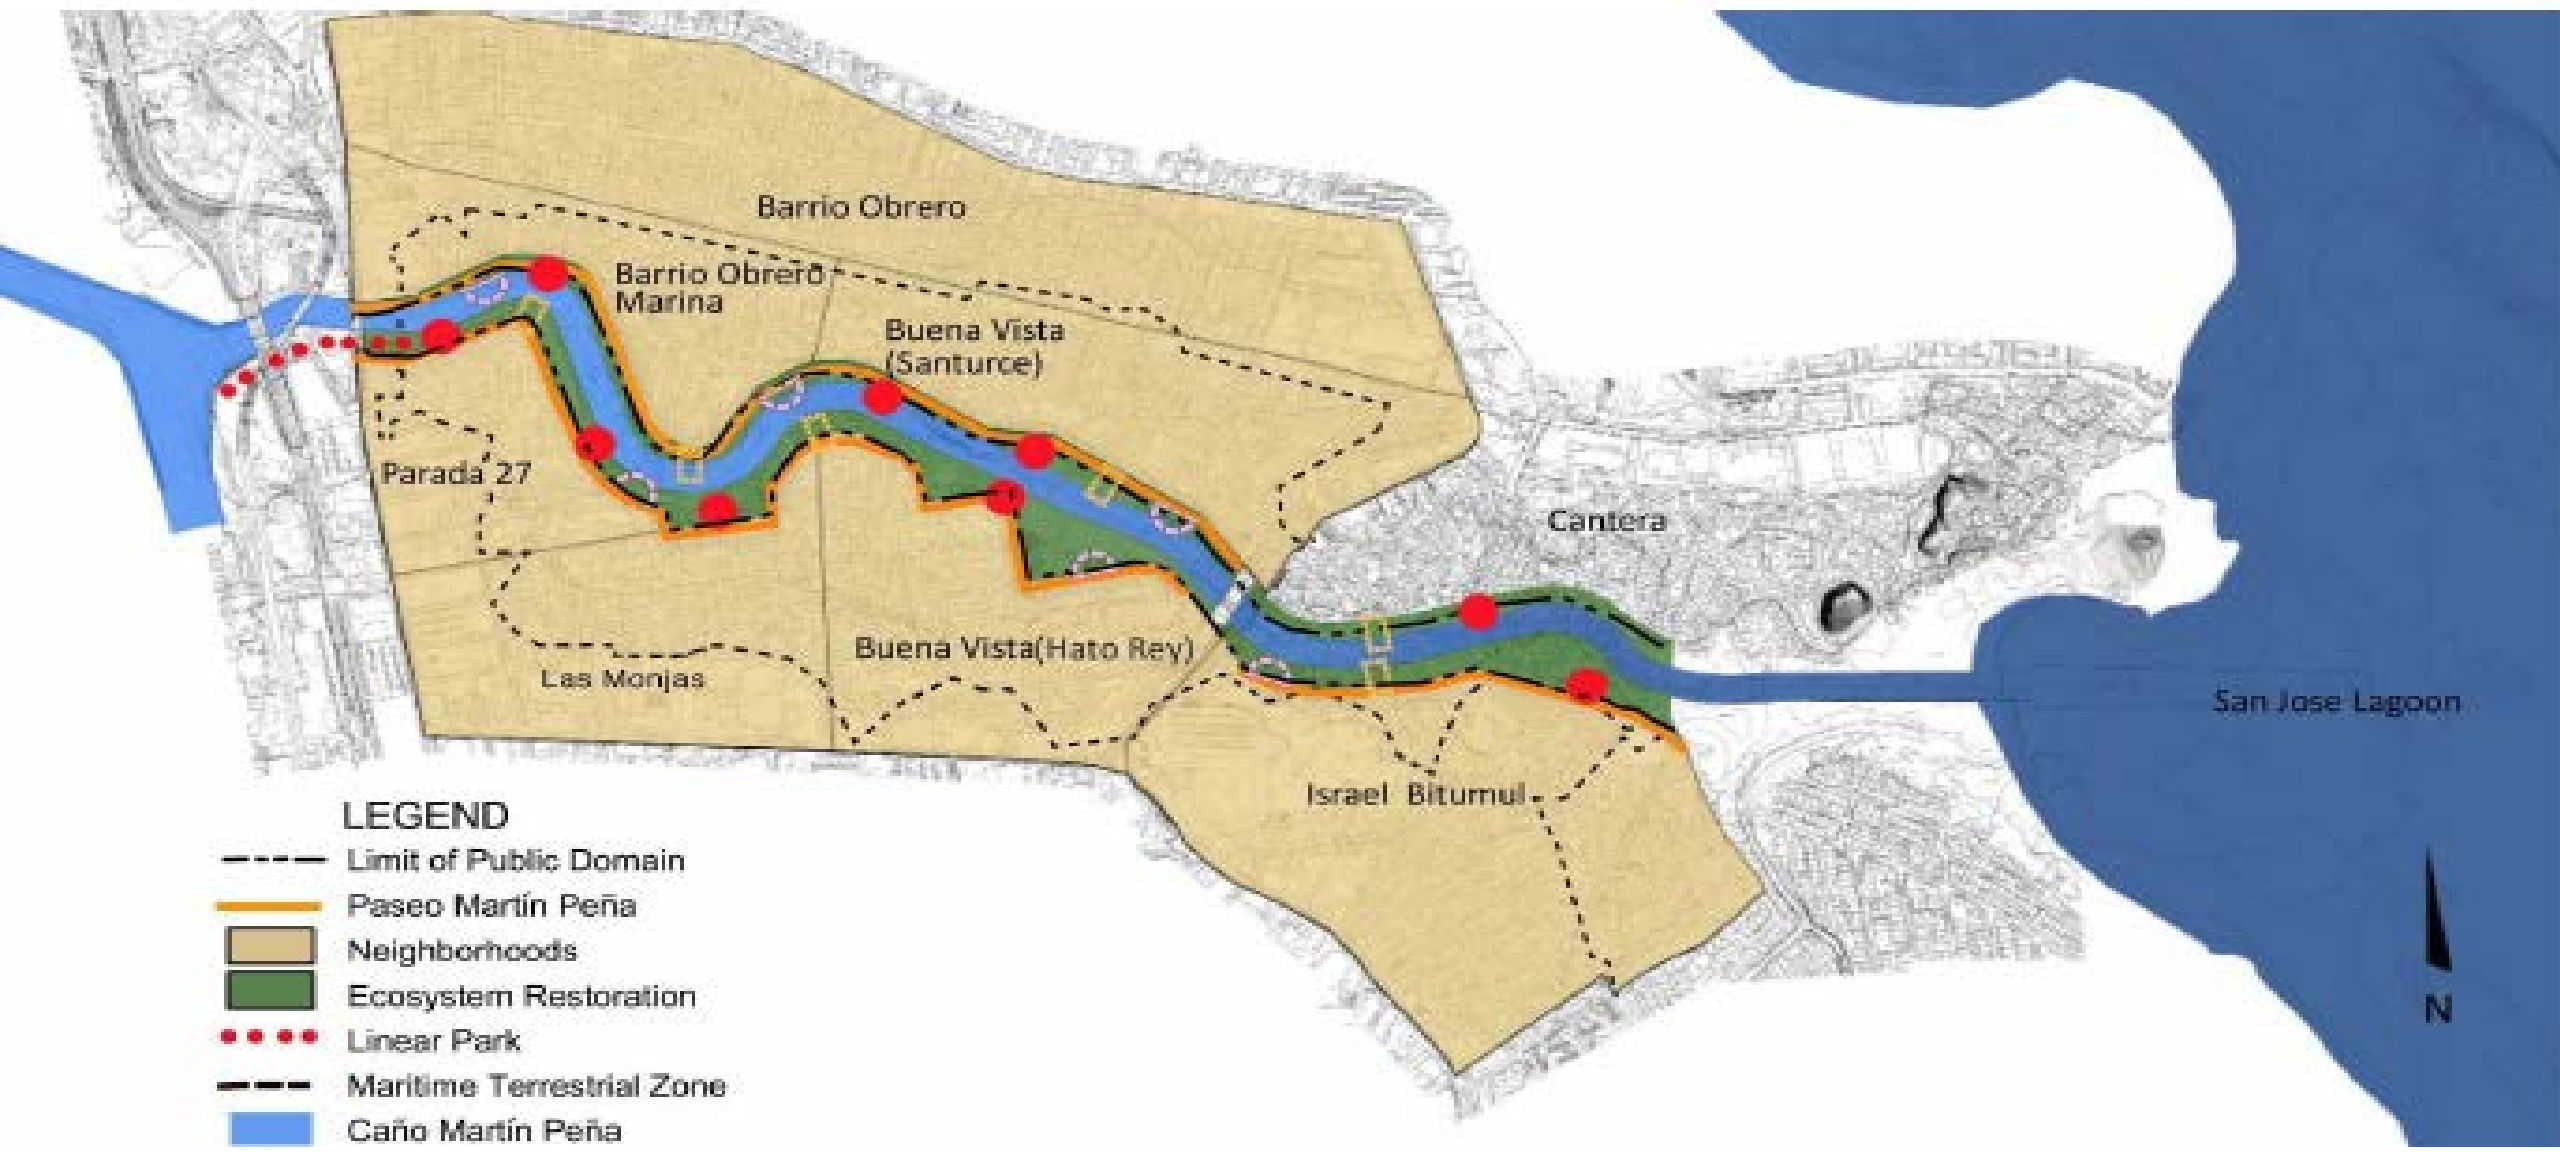 Barrio Obrero
Barrio Obrero
Marina
Buena Vista
(Santurce)
Parada 27
Cantera
Buena Vista(Hato Rey)
Las Monjas
San Jose Lagoon
Israel Bitumul
LEGEND
Limit of Public Domain
Paseo Martín Peña
Neighborhoods
Ecosystem Restoration
Linear Park
Maritime Terrestrial Zone
Caño Martín Peña
N